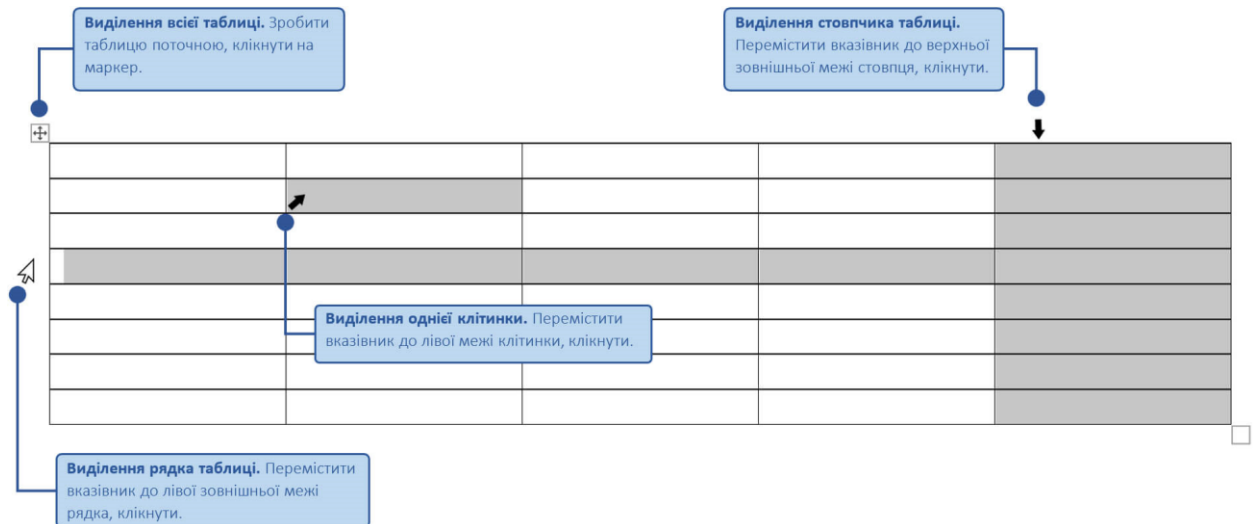 Виділення всієї таблиці. Зробити
таблицю поточною, клікнути на
маркер.
Виділення стовпчика таблиці.
Перемістити вказівник до верхньої
зовнішньої межі стовпця, клікнути.
Виділення однієї клітинки. Перемістити
вказівник до лівої межі клітинки, клікнути.
Виділення рядка таблиці. Перемістити
вказівник до лівої зовнішньої межі
рядка, клікнути.